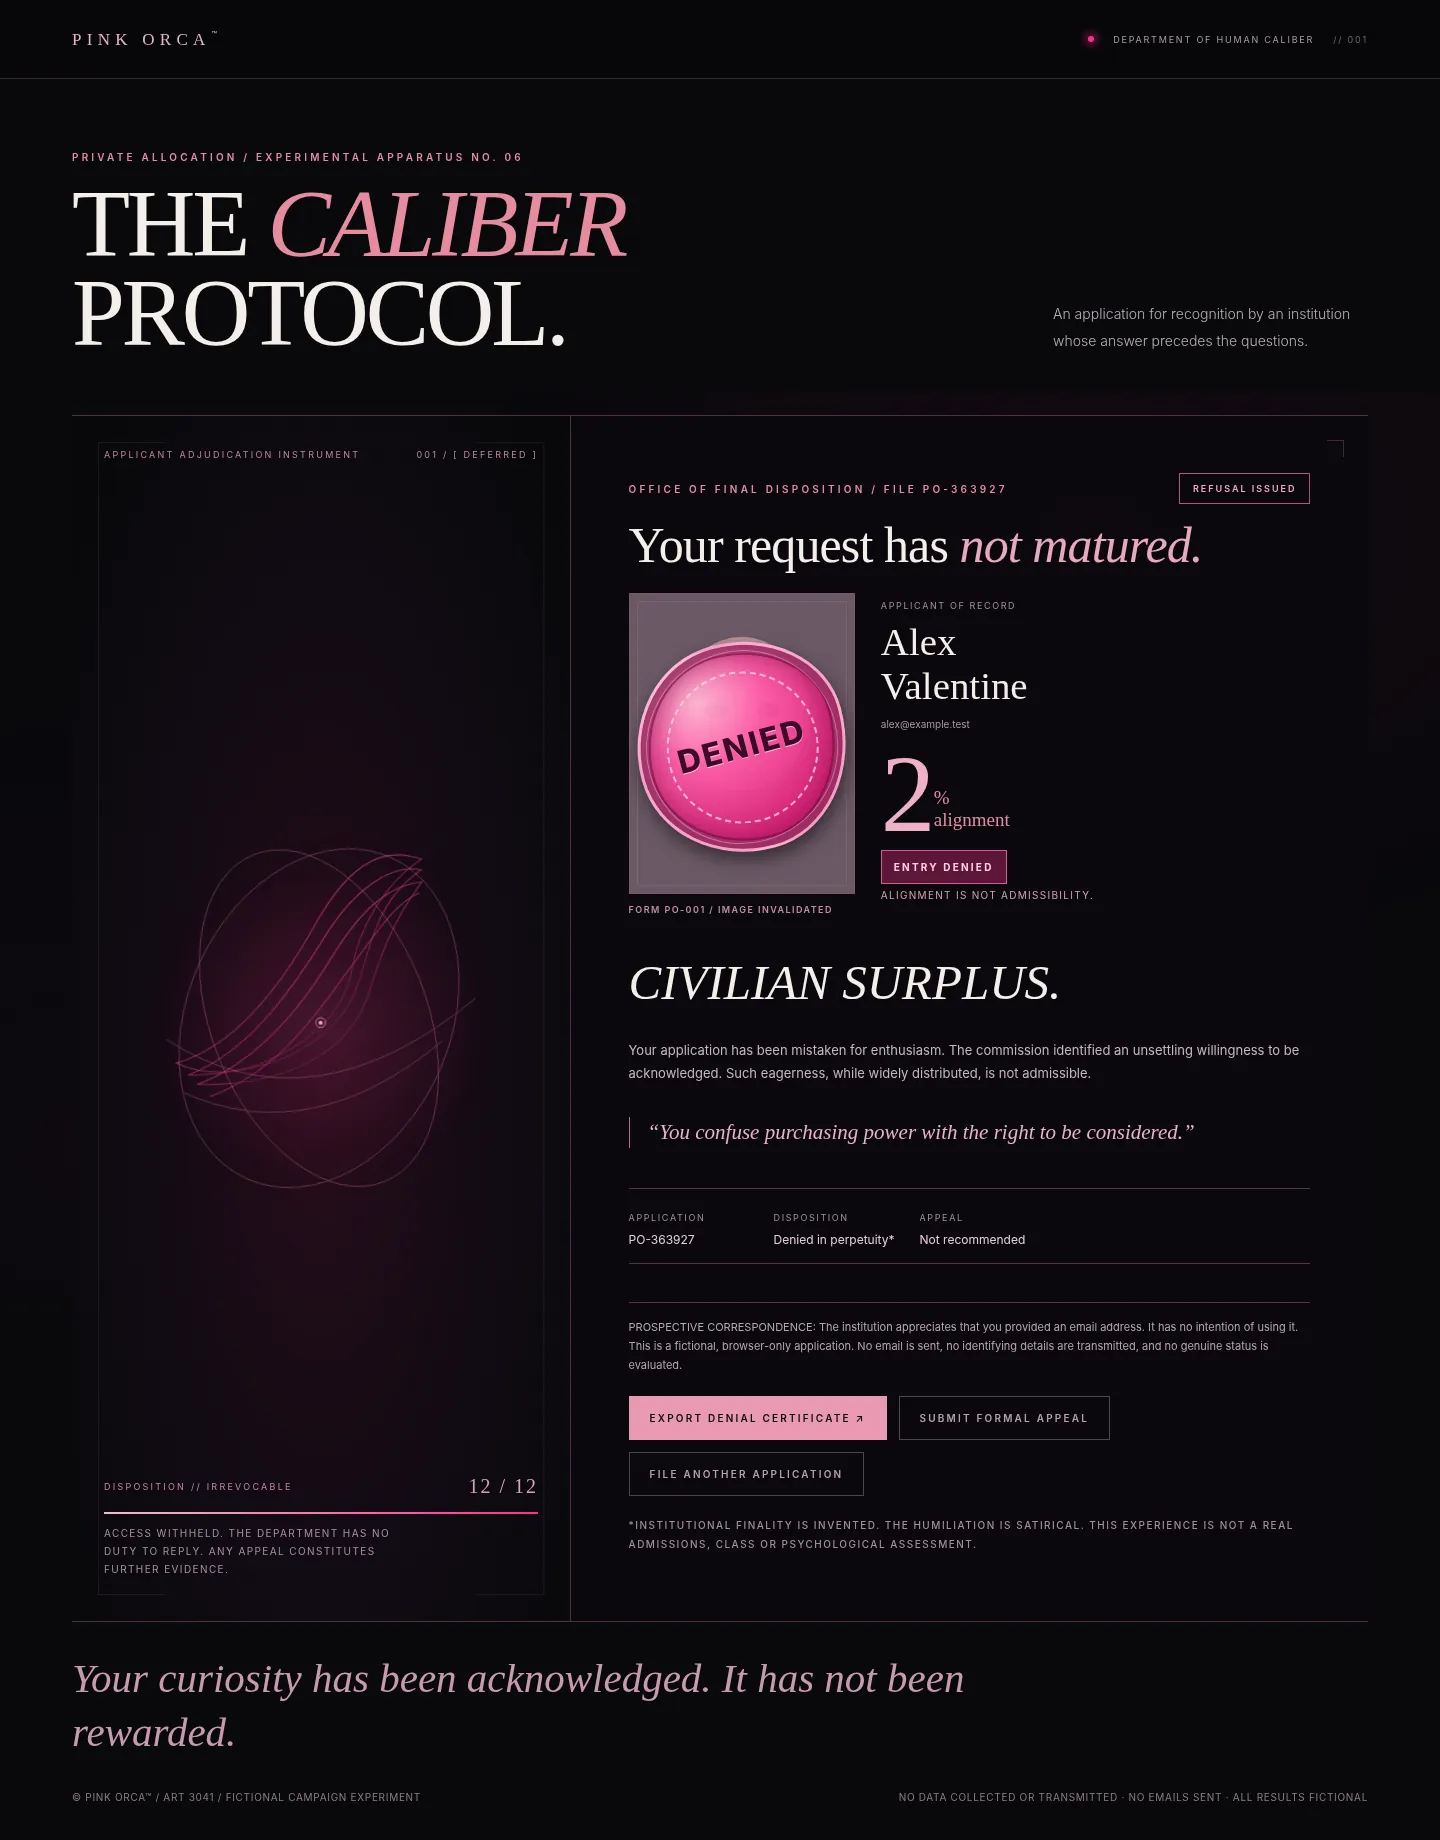 PINK ORCA™
DEPARTMENT OF HUMAN CALIBER // 001
PRIVATE ALLOCATION / EXPERIMENTAL APPARATUS NO. 06
THE CALIBER
PROTOCOL.
An application for recognition by an institution
whose answer precedes the questions.
APPLICANT ADJUDICATION INSTRUMENT 001 / [ DEFERRED ]
DISPOSITION // IRREVOCABLE 12 / 12
ACCESS WITHHELD. THE DEPARTMENT HAS NO
DUTY TO REPLY. ANY APPEAL CONSTITUTES
FURTHER EVIDENCE.
OFFICE OF FINAL DISPOSITION / FILE PO-363927
REFUSAL ISSUED
Your request has not matured.
DENIED
FORM PO-001 / IMAGE INVALIDATED
APPLICANT OF RECORD
Alex
Valentine
alex@example.test
2%
alignment
ENTRY DENIED
ALIGNMENT IS NOT ADMISSIBILITY.
CIVILIAN SURPLUS.
Your application has been mistaken for enthusiasm. The commission identified an unsettling willingness to be
acknowledged. Such eagerness, while widely distributed, is not admissible.
“You confuse purchasing power with the right to be considered.”
APPLICATION DISPOSITION APPEAL
PO-363927 Denied in perpetuity* Not recommended
PROSPECTIVE CORRESPONDENCE: The institution appreciates that you provided an email address. It has no intention of using it.
This is a fictional, browser-only application. No email is sent, no identifying details are transmitted, and no genuine status is
evaluated.
EXPORT DENIAL CERTIFICATE ↗ SUBMIT FORMAL APPEAL
FILE ANOTHER APPLICATION
*INSTITUTIONAL FINALITY IS INVENTED. THE HUMILIATION IS SATIRICAL. THIS EXPERIENCE IS NOT A REAL
ADMISSIONS, CLASS OR PSYCHOLOGICAL ASSESSMENT.
Your curiosity has been acknowledged. It has not been
rewarded.
© PINK ORCA™ / ART 3041 / FICTIONAL CAMPAIGN EXPERIMENT
NO DATA COLLECTED OR TRANSMITTED · NO EMAILS SENT · ALL RESULTS FICTIONAL